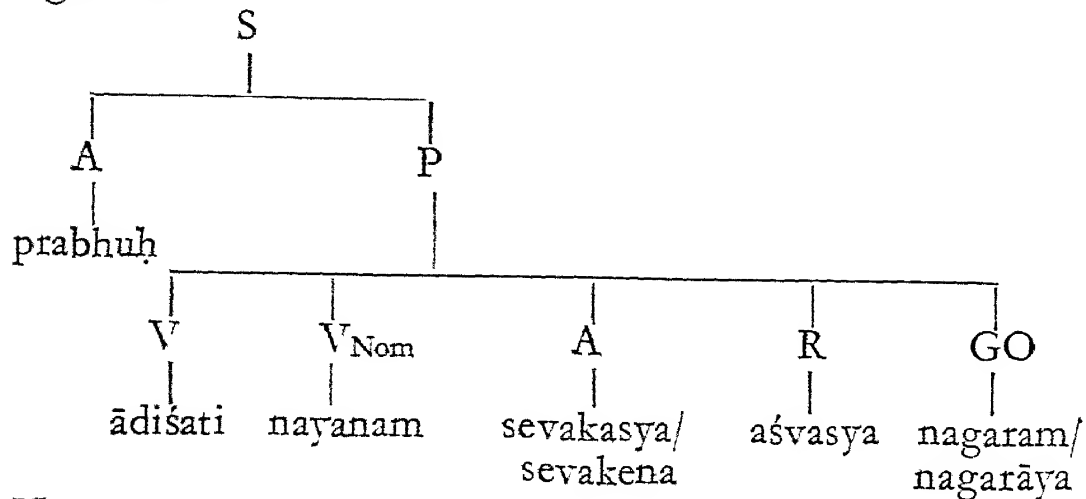 S
A P
prabhuḥ
V V_Nom A R GO
ādiśati nayanam sevakasya/ aśvasya nagaram/
sevakena nagarāya